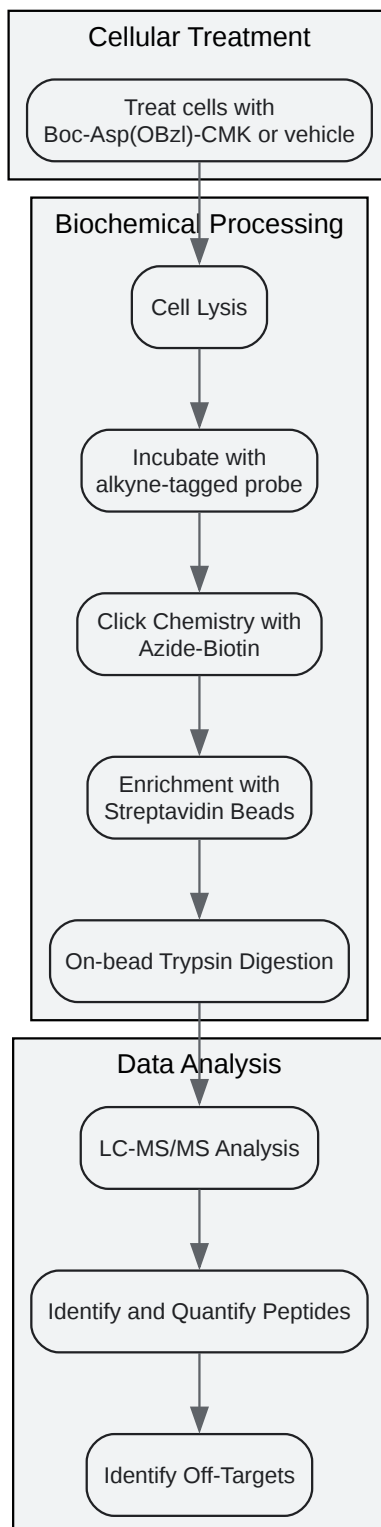 Cellular Treatment
Treat cells with
Boc-Asp(OBzl)-CMK or vehicle
Biochemical Processing
Cell Lysis
Incubate with
alkyne-tagged probe
Click Chemistry with
Azide-Biotin
Enrichment with
Streptavidin Beads
On-bead Trypsin Digestion
Data Analysis
LC-MS/MS Analysis
Identify and Quantify Peptides
Identify Off-Targets